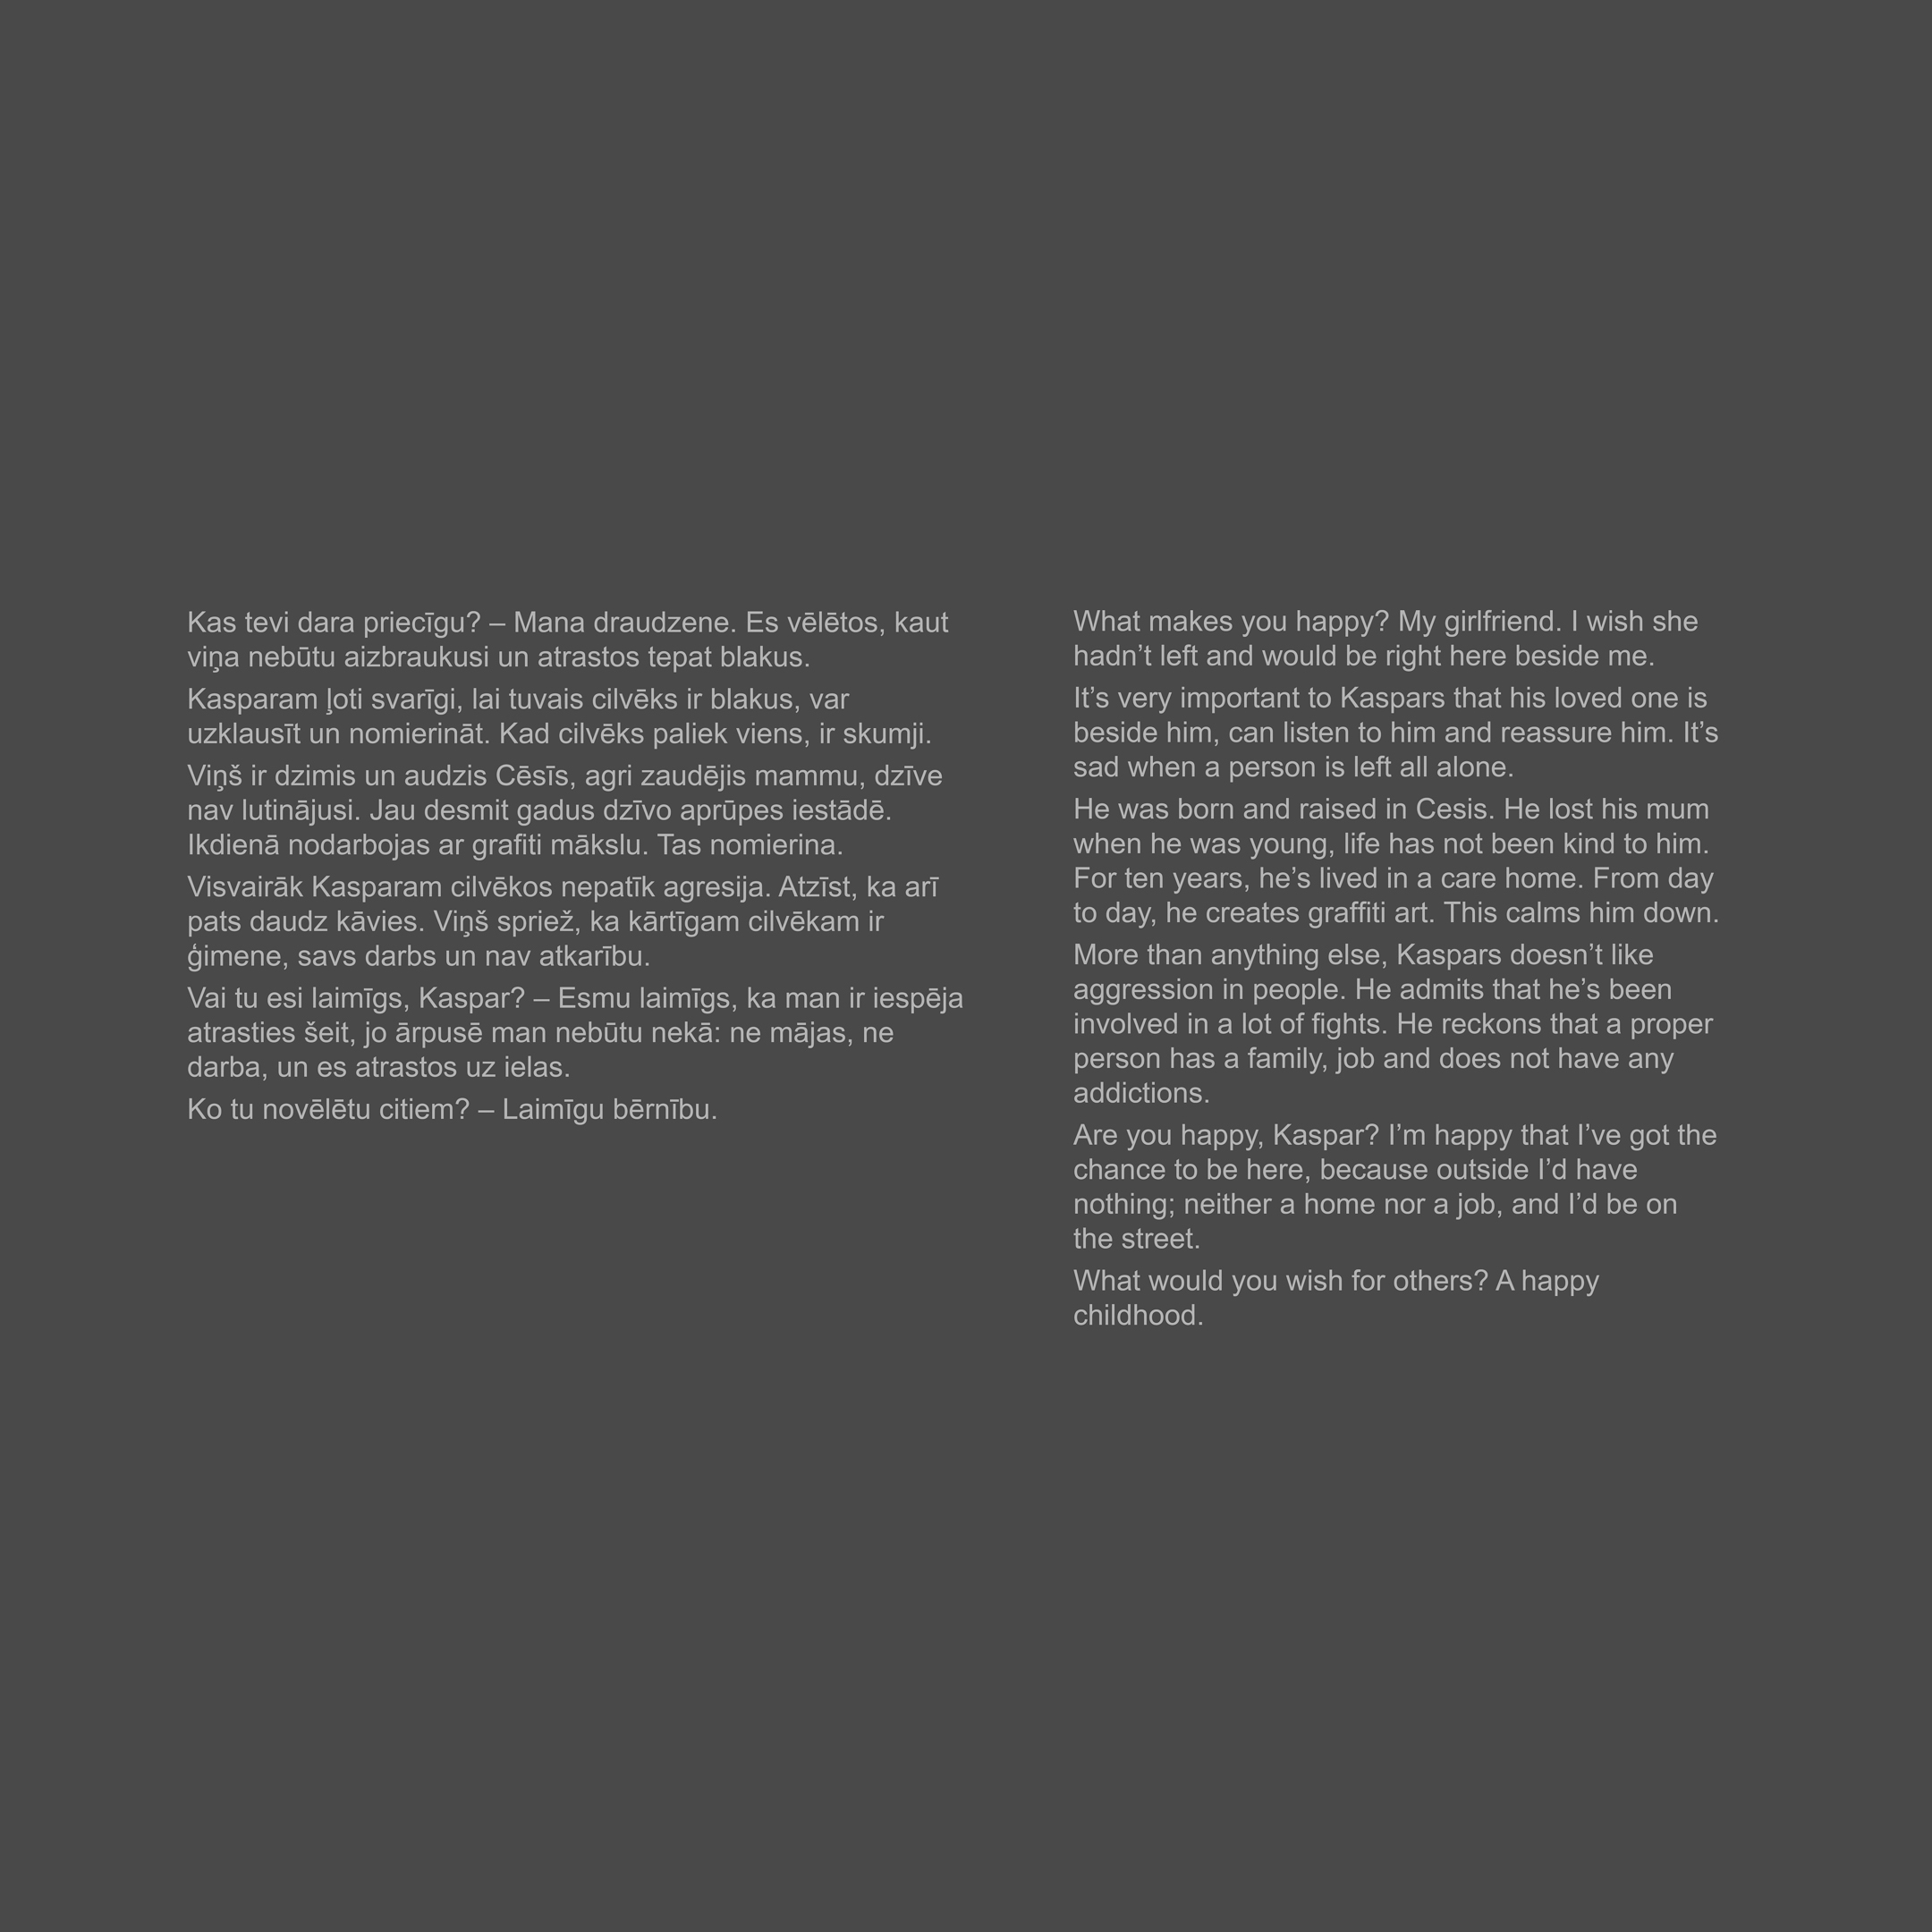 Kas tevi dara priecīgu? – Mana draudzene. Es vēlētos, kaut
viņa nebūtu aizbraukusi un atrastos tepat blakus.
Kasparam ļoti svarīgi, lai tuvais cilvēks ir blakus, var
uzklausīt un nomierināt. Kad cilvēks paliek viens, ir skumji.
Viņš ir dzimis un audzis Cēsīs, agri zaudējis mammu, dzīve
nav lutinājusi. Jau desmit gadus dzīvo aprūpes iestādē.
Ikdienā nodarbojas ar grafiti mākslu. Tas nomierina.
Visvairāk Kasparam cilvēkos nepatīk agresija. Atzīst, ka arī
pats daudz kāvies. Viņš spriež, ka kārtīgam cilvēkam ir
ģimene, savs darbs un nav atkarību.
Vai tu esi laimīgs, Kaspar? – Esmu laimīgs, ka man ir iespēja
atrasties šeit, jo ārpusē man nebūtu nekā: ne mājas, ne
darba, un es atrastos uz ielas.
Ko tu novēlētu citiem? – Laimīgu bērnību.
What makes you happy? My girlfriend. I wish she
hadn’t left and would be right here beside me.
It’s very important to Kaspars that his loved one is
beside him, can listen to him and reassure him. It’s
sad when a person is left all alone.
He was born and raised in Cesis. He lost his mum
when he was young, life has not been kind to him.
For ten years, he’s lived in a care home. From day
to day, he creates graffiti art. This calms him down.
More than anything else, Kaspars doesn’t like
aggression in people. He admits that he’s been
involved in a lot of fights. He reckons that a proper
person has a family, job and does not have any
addictions.
Are you happy, Kaspar? I’m happy that I’ve got the
chance to be here, because outside I’d have
nothing; neither a home nor a job, and I’d be on
the street.
What would you wish for others? A happy
childhood.